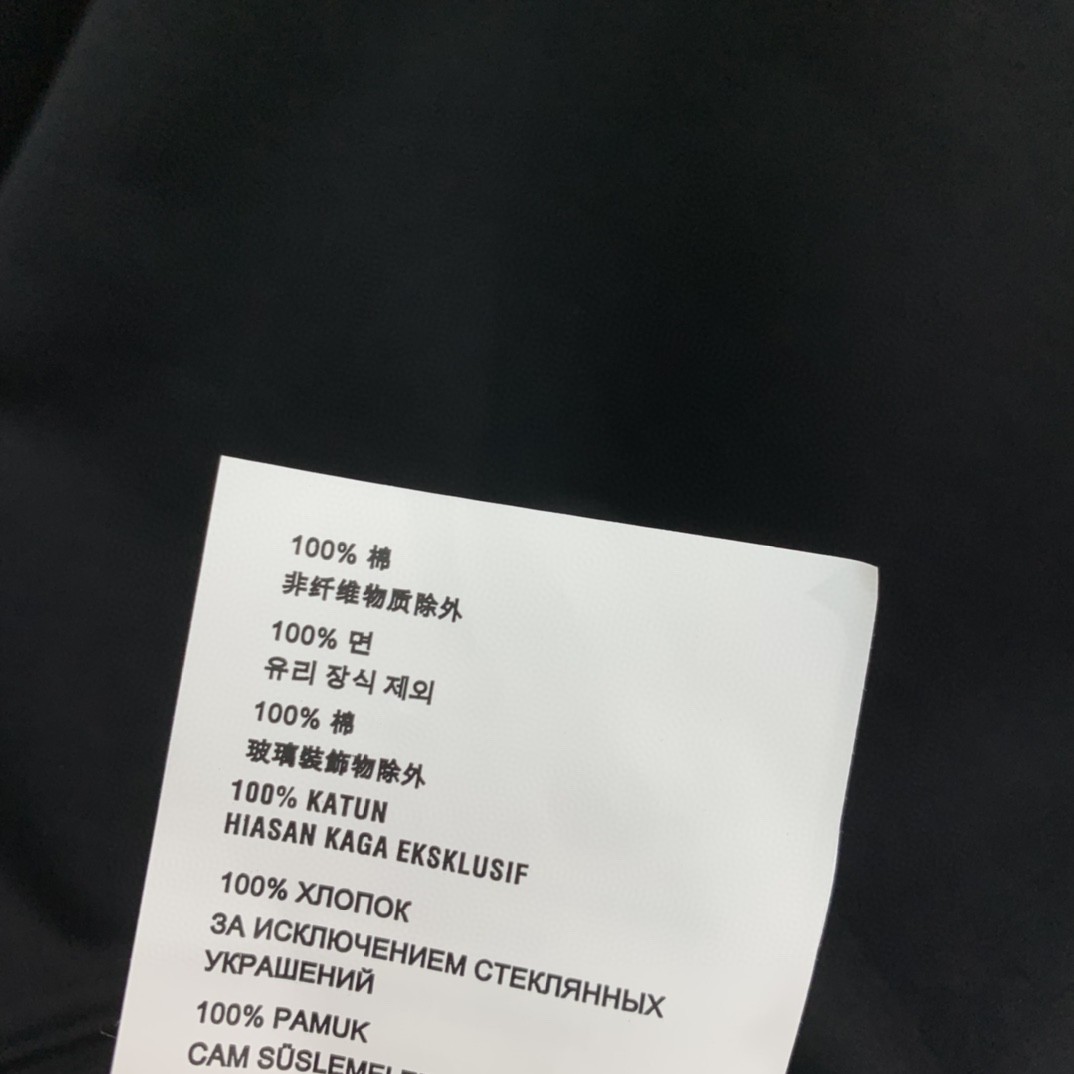 100% 棉
非纤维物质除外
100% 면
유리 장식 제외
100% 棉
玻璃裝飾物除外
100% KATUN
HIASAN KAGA EKSKLUSIF
100% ХЛОПОК
ЗА ИСКЛЮЧЕНИЕМ СТЕКЛЯННЫХ
УКРАШЕНИЙ
100% PAMUK
CAM